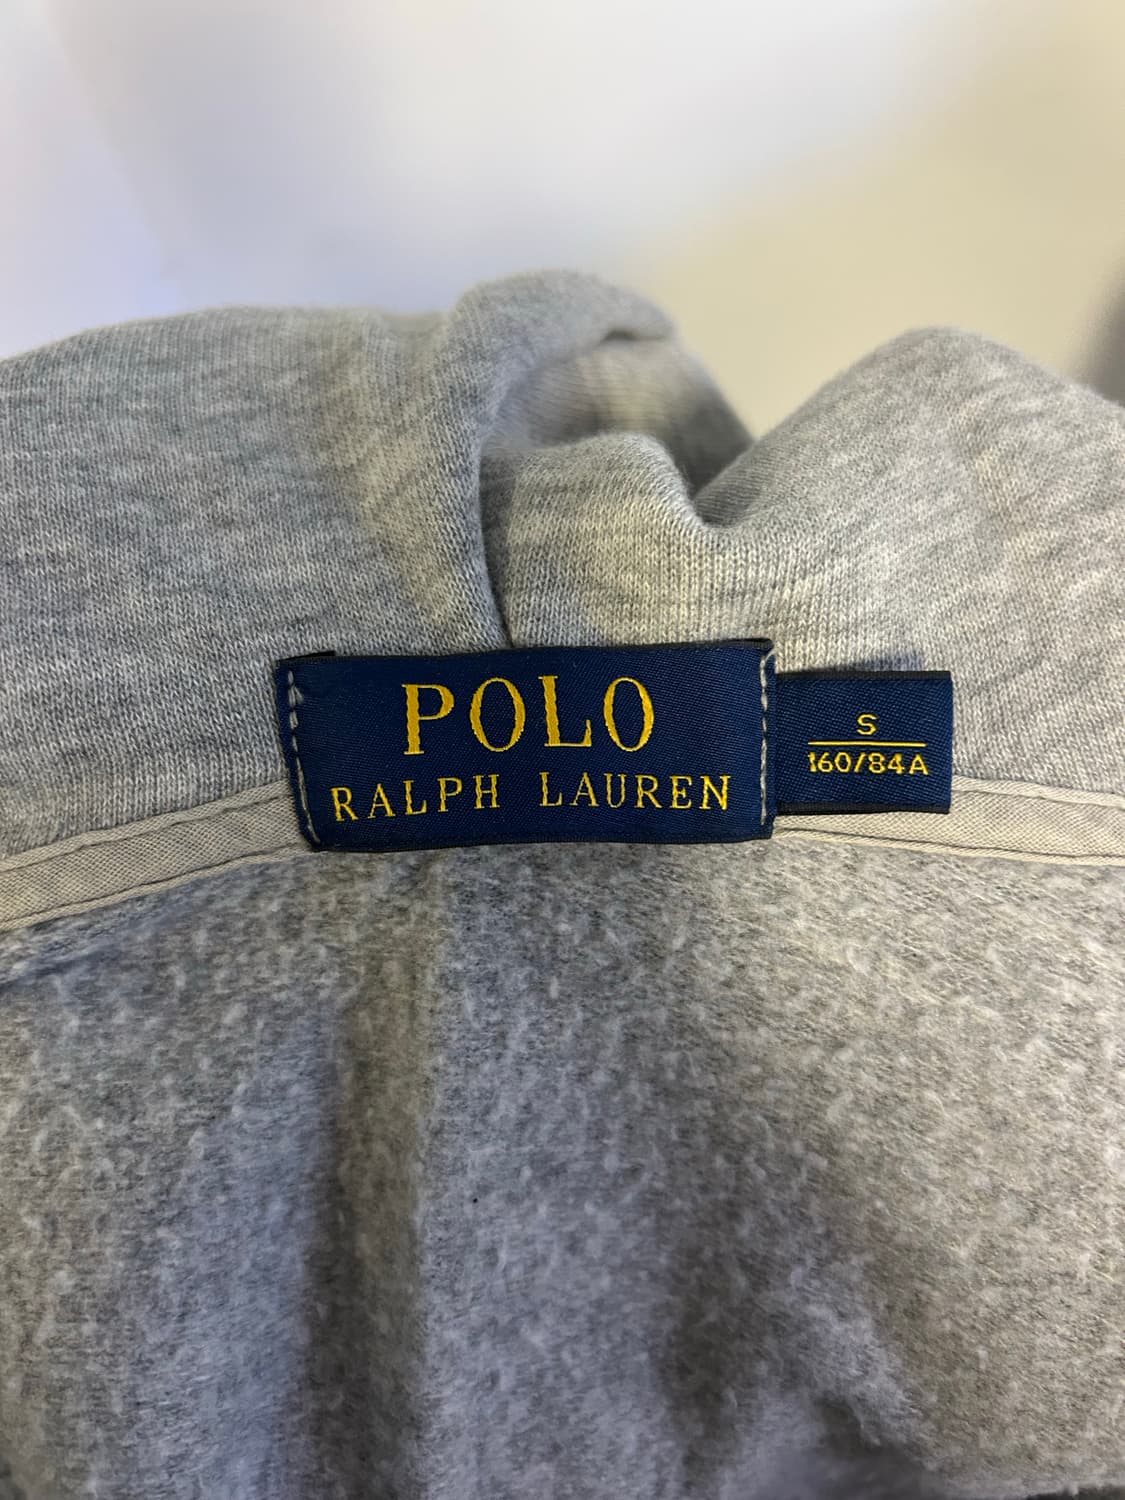 POLO
RALPH LAUREN
S
160/84A